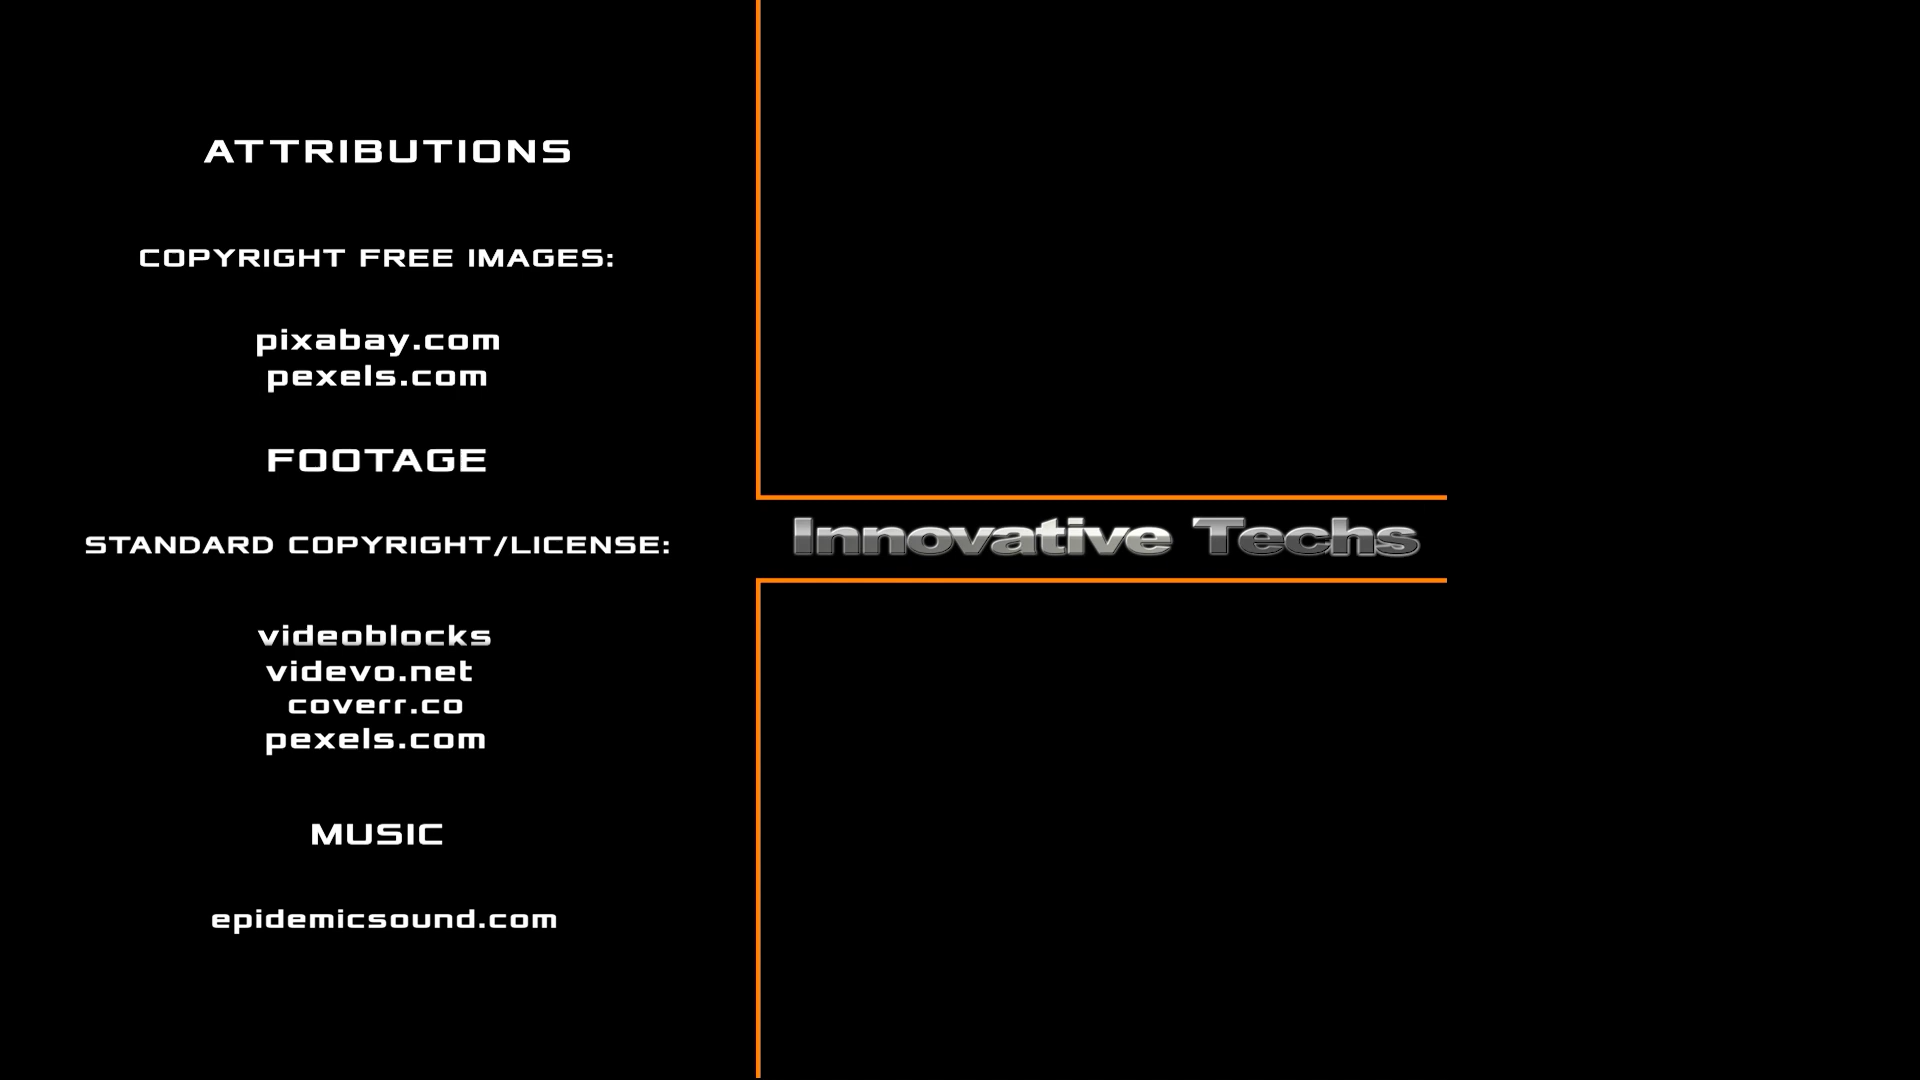 ATTRIBUTIONS
COPYRIGHT FREE IMAGES:
pixabay.com
pexels.com
FOOTAGE
STANDARD COPYRIGHT/LICENSE:
videoblocks
videvo.net
coverr.co
pexels.com
MUSIC
epidemicsound.com
Innovative Techs